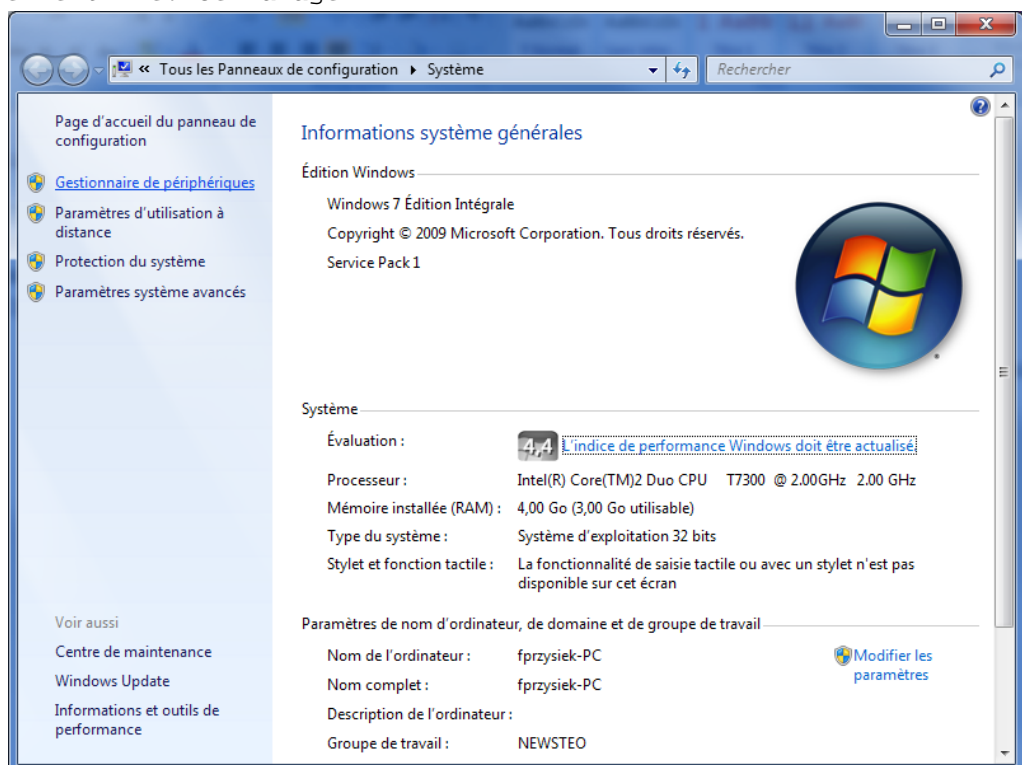 « Tous les Panneaux de configuration ▸ Système
Rechercher
Page d'accueil du panneau de
configuration
Gestionnaire de périphériques
Paramètres d'utilisation à
distance
Protection du système
Paramètres système avancés
Voir aussi
Centre de maintenance
Windows Update
Informations et outils de
performance
Informations système générales
Édition Windows
Windows 7 Édition Intégrale
Copyright © 2009 Microsoft Corporation. Tous droits réservés.
Service Pack 1
Système
Évaluation :
4,4 L'indice de performance Windows doit être actualisé.
Processeur : Intel(R) Core(TM)2 Duo CPU T7300 @ 2.00GHz 2.00 GHz
Mémoire installée (RAM) : 4,00 Go (3,00 Go utilisable)
Type du système : Système d'exploitation 32 bits
Stylet et fonction tactile : La fonctionnalité de saisie tactile ou avec un stylet n'est pas
disponible sur cet écran
Paramètres de nom d'ordinateur, de domaine et de groupe de travail
Nom de l'ordinateur : fprzysiek-PC
Modifier les
paramètres
Nom complet : fprzysiek-PC
Description de l'ordinateur :
Groupe de travail : NEWSTEO